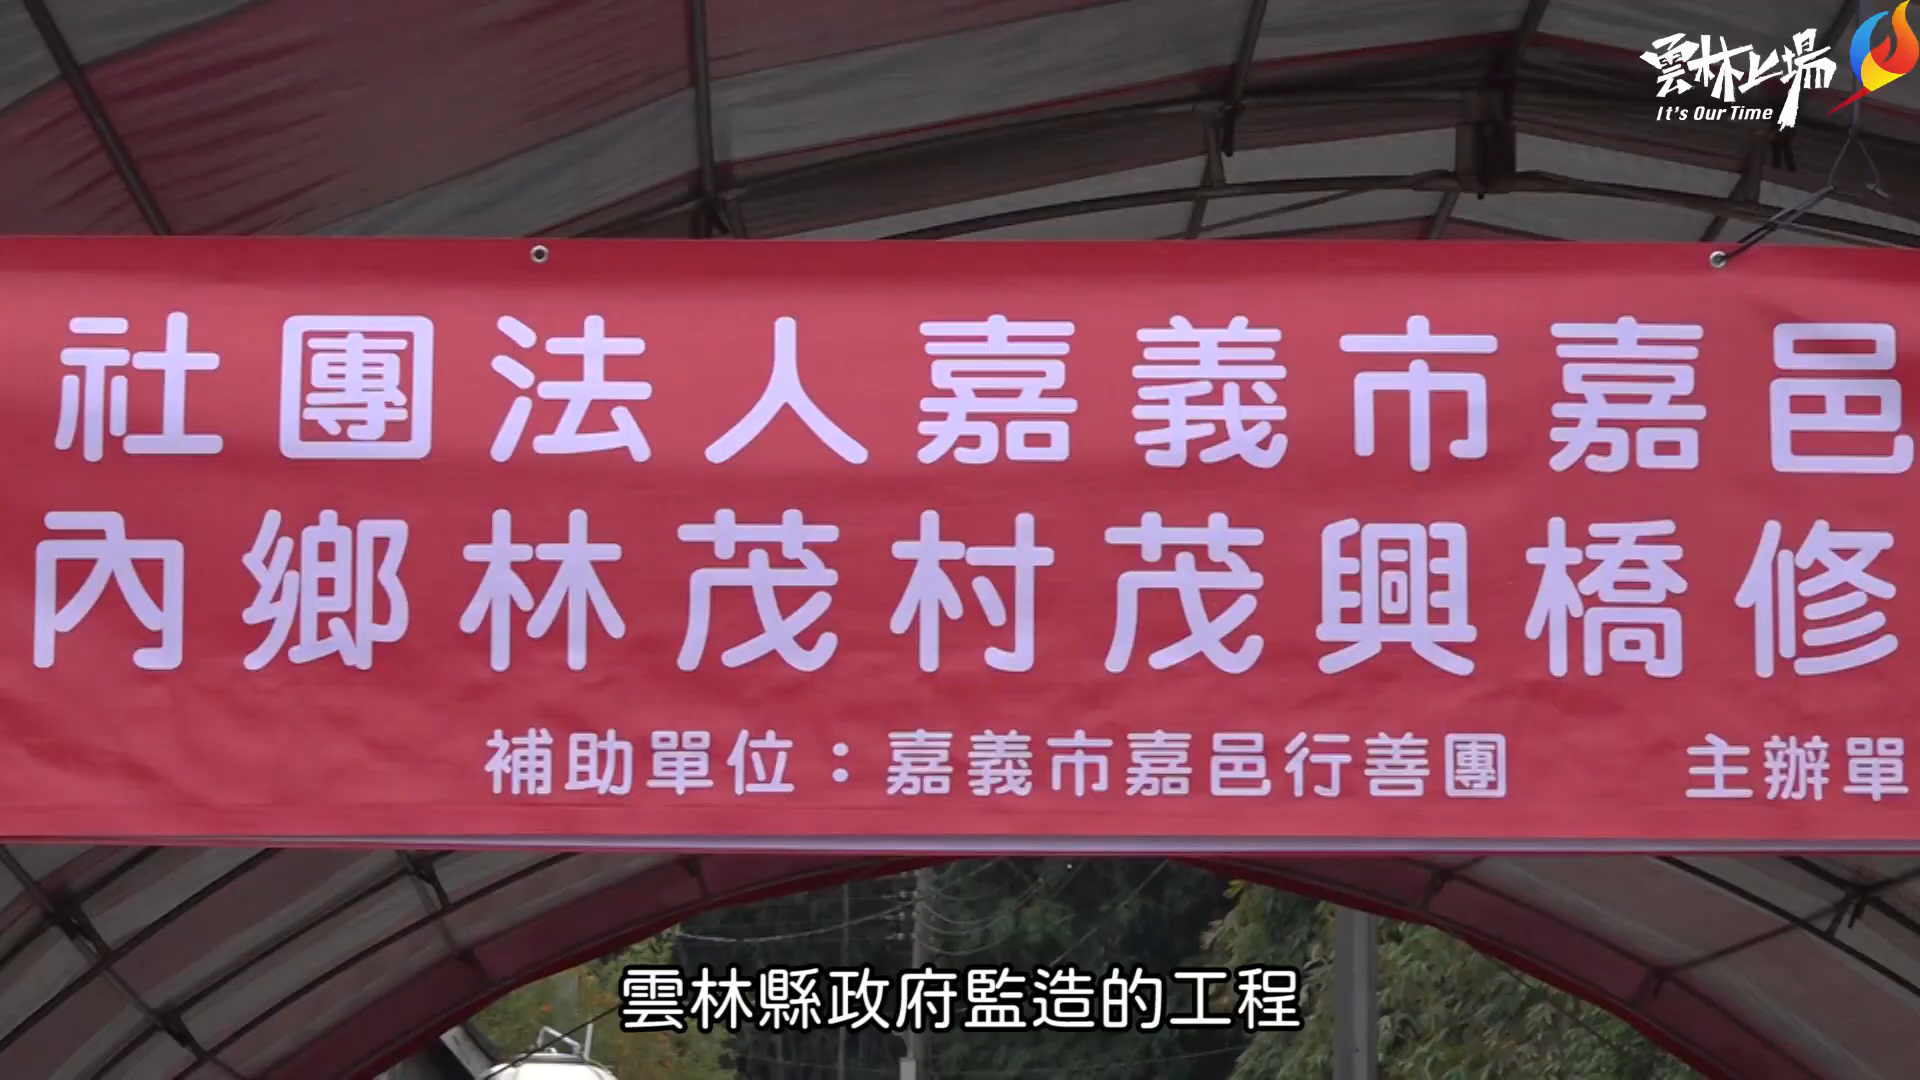 雲林上場
It's Our Time
社團法人嘉義市嘉邑
內鄉林茂村茂興橋修
補助單位：嘉義市嘉邑行善團 主辦單
雲林縣政府監造的工程